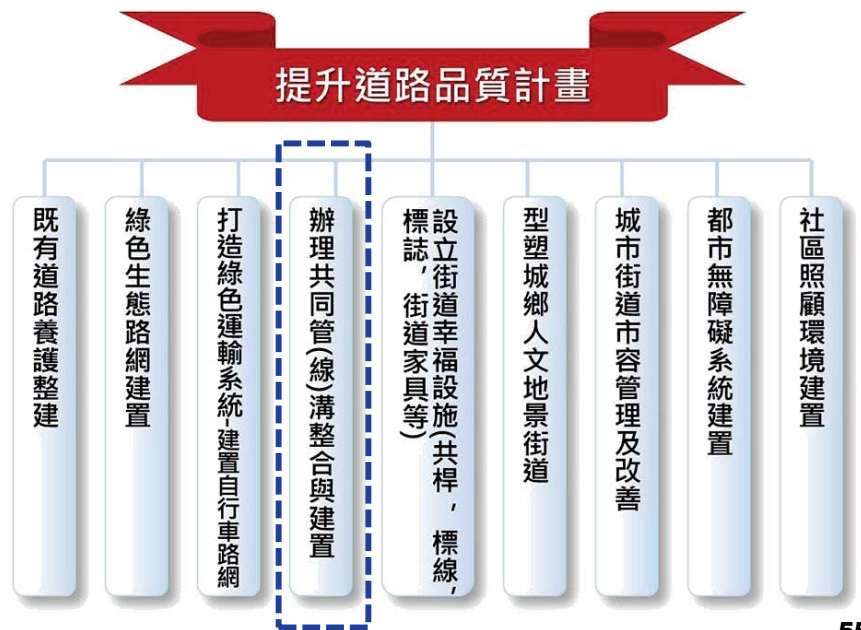 提升道路品質計畫
既有道路養護整建
綠色生態路網建置
打造綠色運輸系統-建置自行車路網
辦理共同管(線)溝整合與建置
設立街道幸福設施(共桿，標線，
標誌，街道家具等)
型塑城鄉人文地景街道
城市街道市容管理及改善
都市無障礙系統建置
社區照顧環境建置